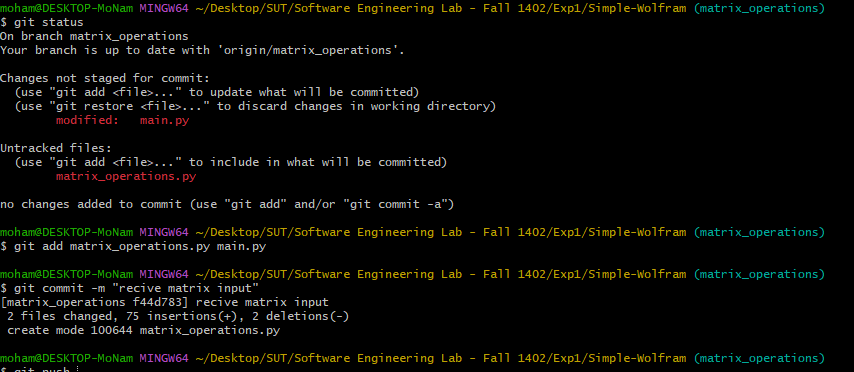 moham@DESKTOP-MoNam MINGW64 ~/Desktop/SUT/Software Engineering Lab - Fall 1402/Exp1/Simple-Wolfram (matrix_operations)
$ git status
On branch matrix_operations
Your branch is up to date with 'origin/matrix_operations'.
Changes not staged for commit:
  (use "git add <file>..." to update what will be committed)
  (use "git restore <file>..." to discard changes in working directory)
        modified:   main.py
Untracked files:
  (use "git add <file>..." to include in what will be committed)
        matrix_operations.py
no changes added to commit (use "git add" and/or "git commit -a")
moham@DESKTOP-MoNam MINGW64 ~/Desktop/SUT/Software Engineering Lab - Fall 1402/Exp1/Simple-Wolfram (matrix_operations)
$ git add matrix_operations.py main.py
moham@DESKTOP-MoNam MINGW64 ~/Desktop/SUT/Software Engineering Lab - Fall 1402/Exp1/Simple-Wolfram (matrix_operations)
$ git commit -m "recive matrix input"
[matrix_operations f44d783] recive matrix input
 2 files changed, 75 insertions(+), 2 deletions(-)
 create mode 100644 matrix_operations.py
moham@DESKTOP-MoNam MINGW64 ~/Desktop/SUT/Software Engineering Lab - Fall 1402/Exp1/Simple-Wolfram (matrix_operations)
$ git push